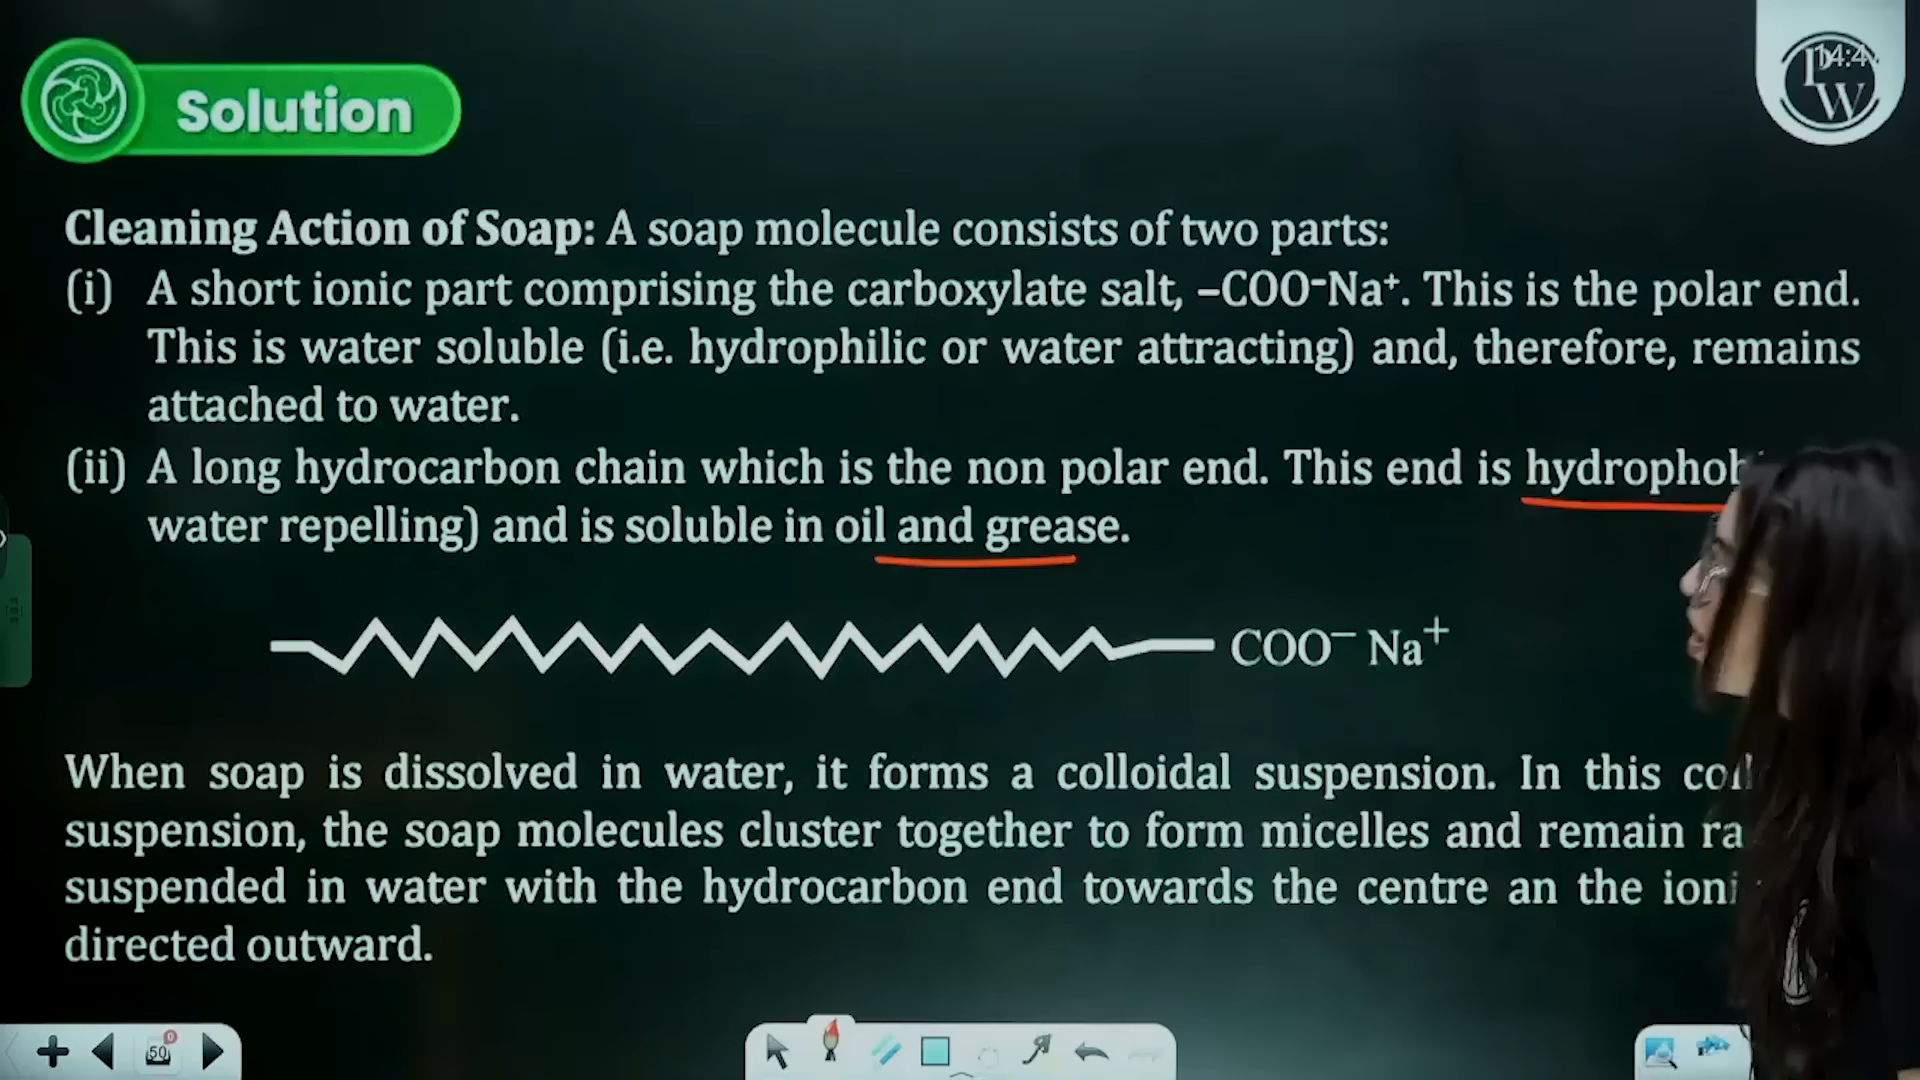 Solution
14:4
PW
Cleaning Action of Soap: A soap molecule consists of two parts:
(i) A short ionic part comprising the carboxylate salt, –COO⁻Na⁺. This is the polar end.
This is water soluble (i.e. hydrophilic or water attracting) and, therefore, remains
attached to water.
(ii) A long hydrocarbon chain which is the non polar end. This end is
water repelling) and is soluble in oil and grease.
COO⁻ Na⁺
When soap is dissolved in water, it forms a colloidal suspension. In this
suspension, the soap molecules cluster together to form micelles and remain
suspended in water with the hydrocarbon end towards the centre an the
directed outward.
50